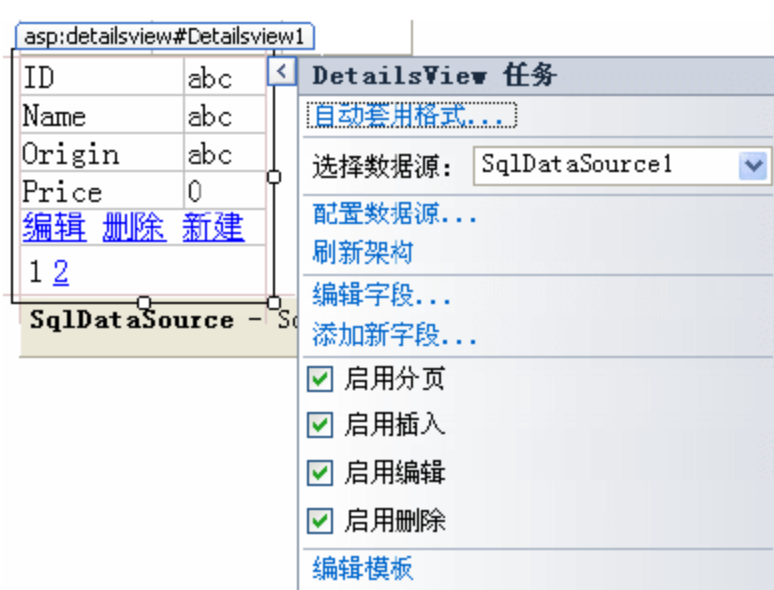 asp:detailsview#Detailsview1
ID abc
Name abc
Origin abc
Price 0
编辑 删除 新建
1 2
SqlDataSource -
DetailsView 任务
自动套用格式...
选择数据源: SqlDataSource1
配置数据源...
刷新架构
编辑字段...
添加新字段...
启用分页
启用插入
启用编辑
启用删除
编辑模板